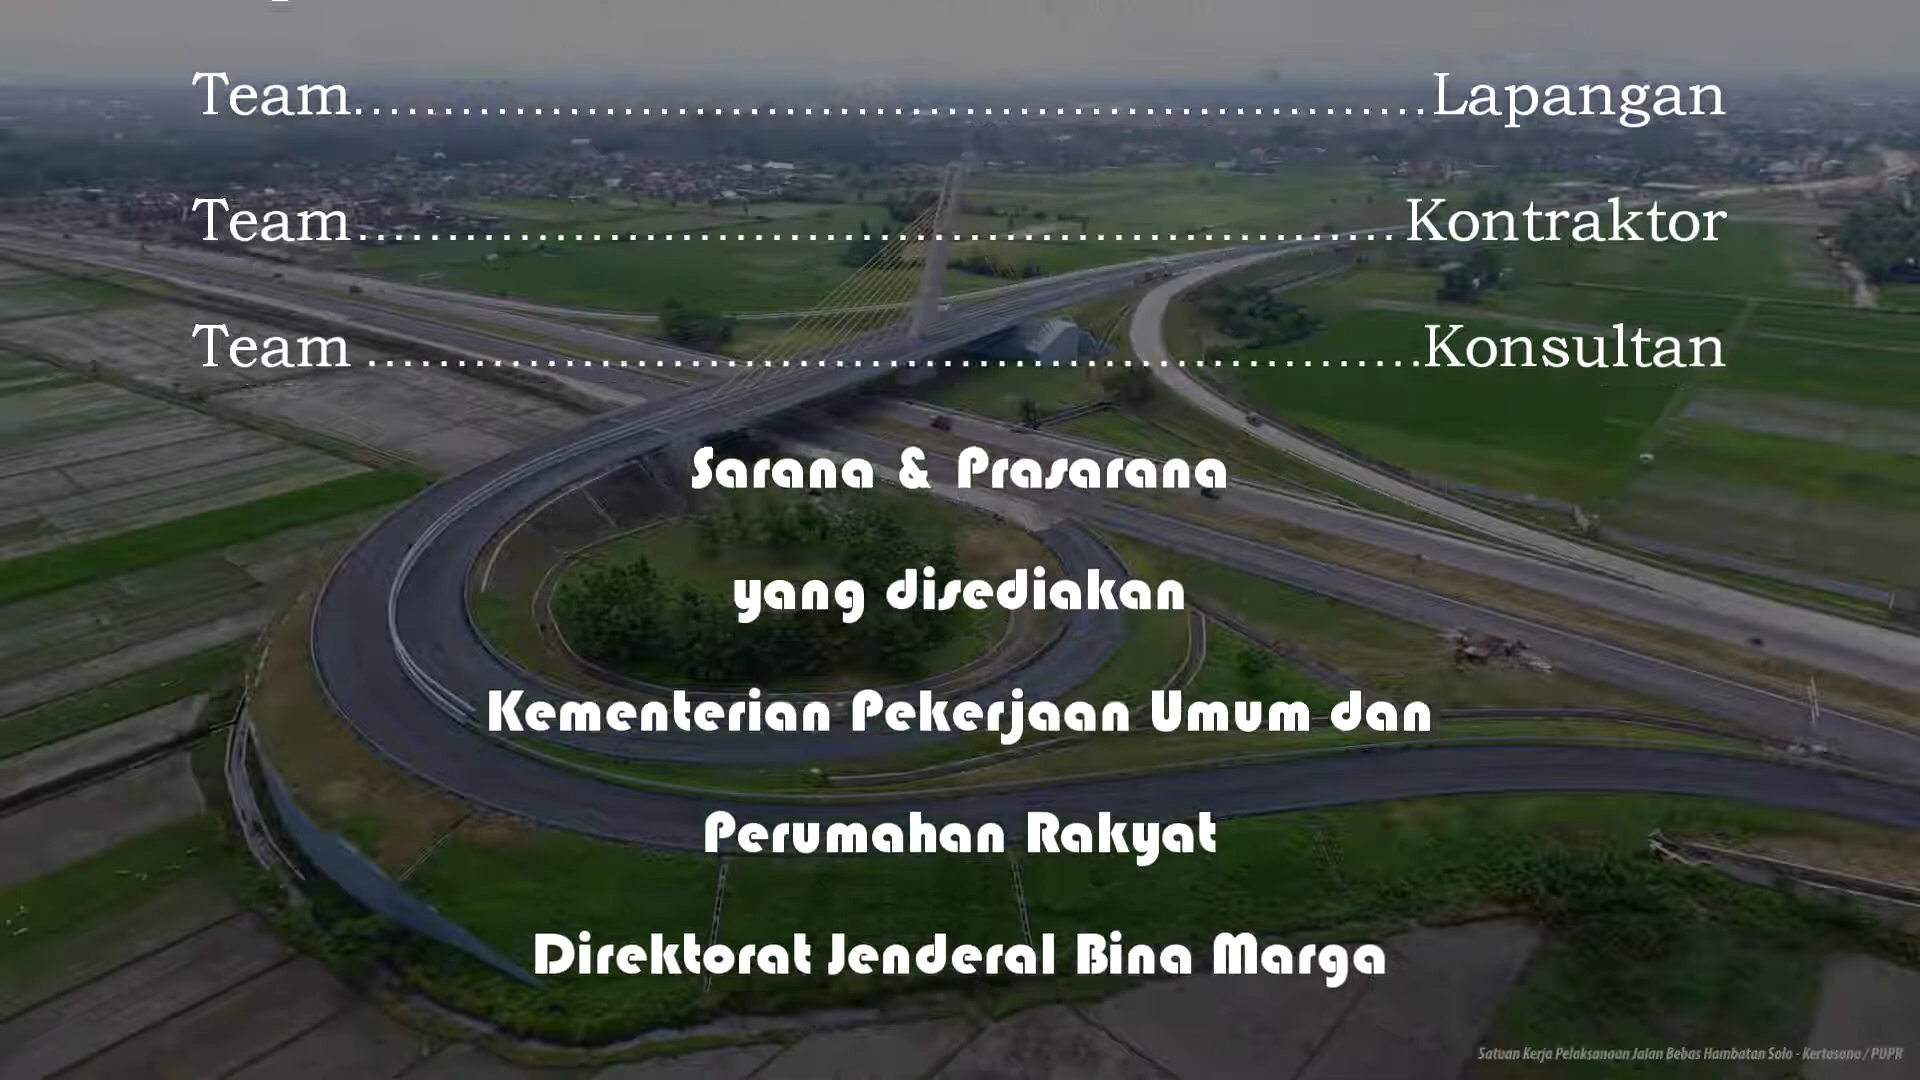 Team............................................................Lapangan
Team..........................................................Kontraktor
Team ...........................................................Konsultan
Sarana & Prasarana
yang disediakan
Kementerian Pekerjaan Umum dan
Perumahan Rakyat
Direktorat Jenderal Bina Marga
Satuan Kerja Pelaksanaan Jalan Bebas Hambatan Solo - Kertosono / PUPR